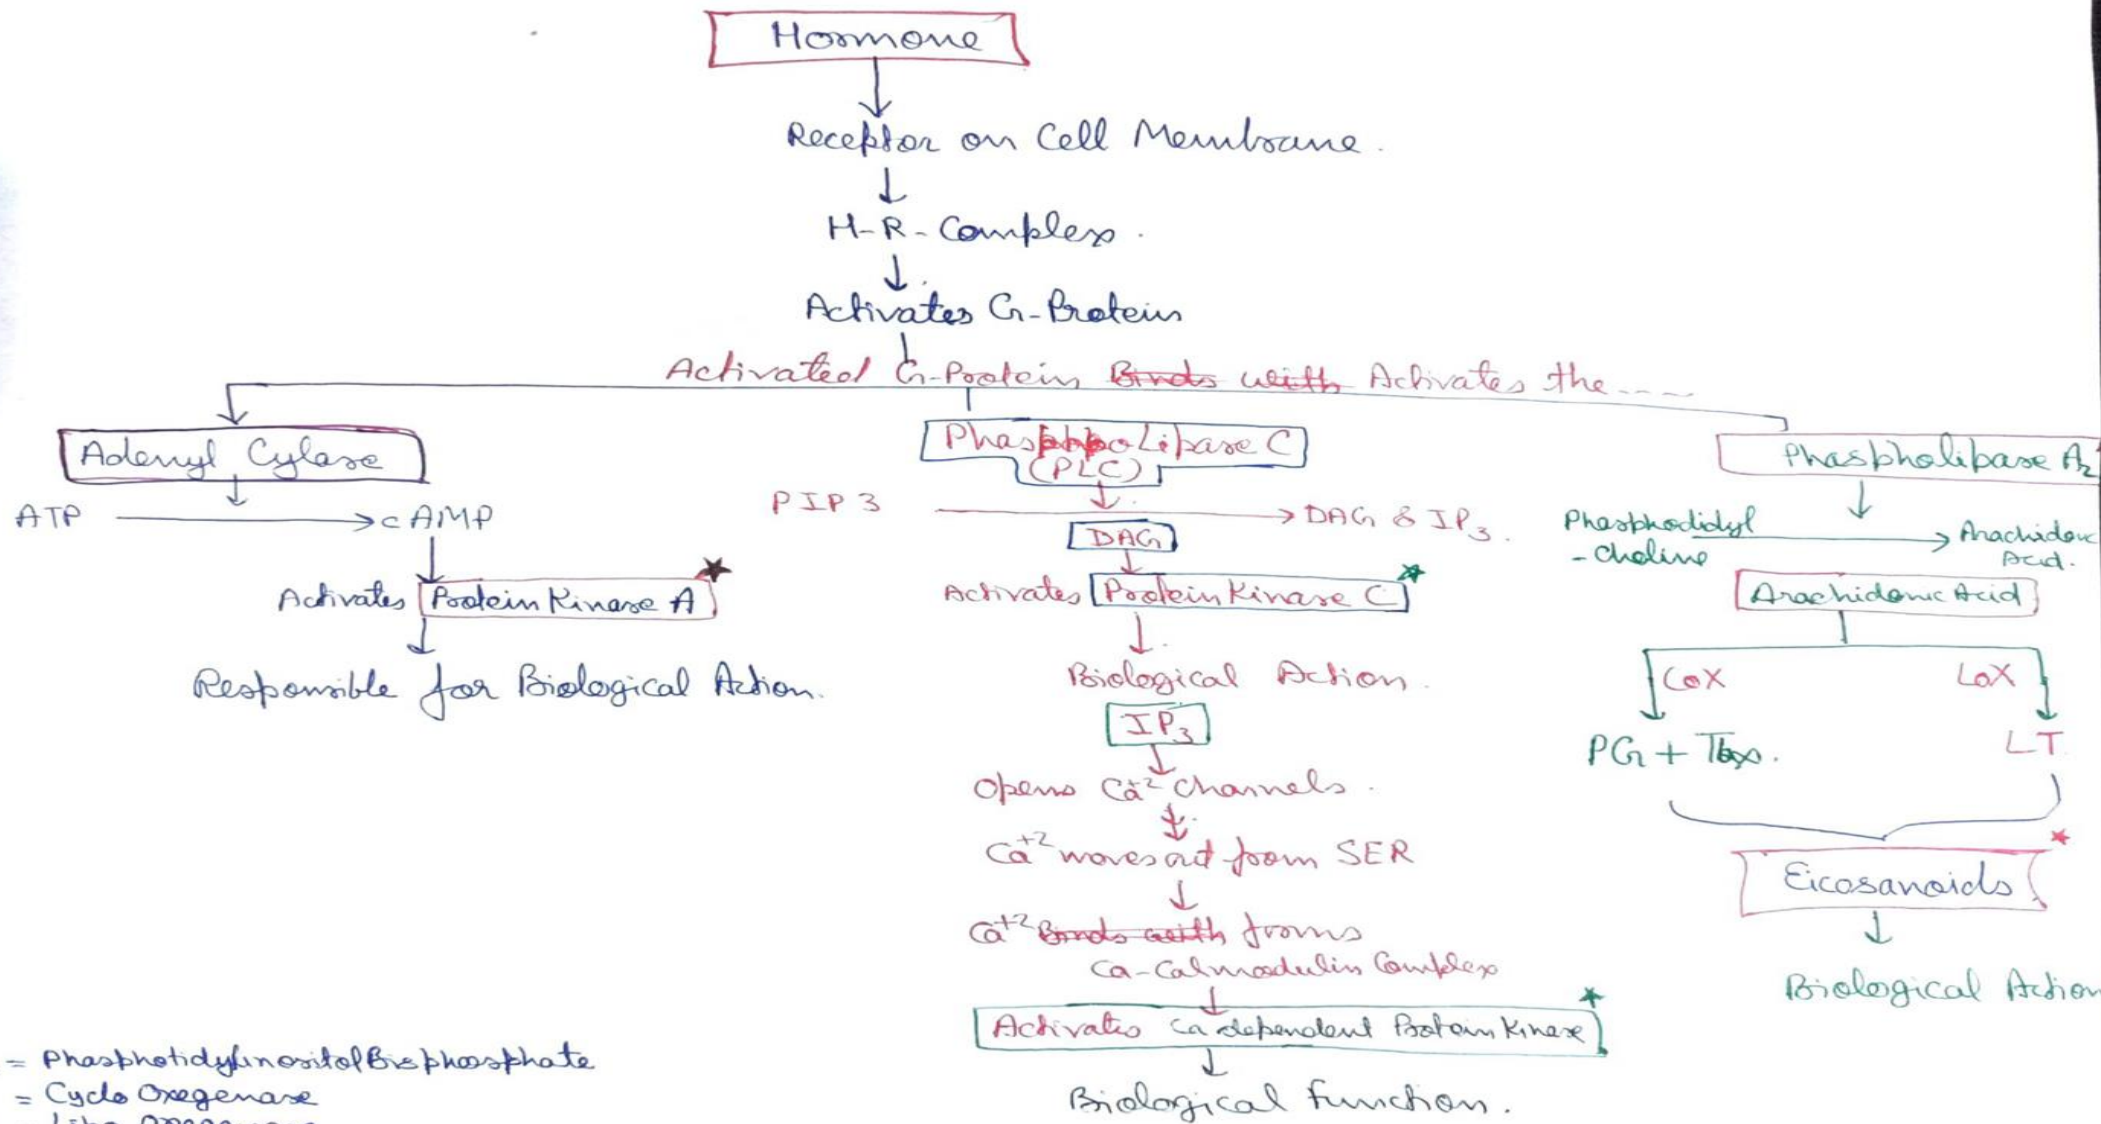 Hormone
Receptor on Cell Membrane.
H-R-Complex.
Activates G-Protein
Activated G-Protein Binds with Activates the----
Adenyl Cylase
Phospholipase C
(PLC)
Phospholipase A2
ATP → cAMP
PIP3 → DAG & IP3.
Phosphodidyl
-choline → Arachidonic
Acid.
DAG
Activates Protein Kinase A
Activates Protein Kinase C
Arachidonic Acid
Responsible for Biological Action.
Biological Action.
COX
LOX
IP3
PG + Tbx.
LT
Opens Ca+2 Channels.
Ca+2 moves out from SER
Eicosanoids
Ca+2 Binds with froms
Ca-Calmodulin Complex
Biological Action
Activates Ca dependent Protein Kinase
Biological Function.
= PhosphotidylinositolBisphosphate
= Cyclo Oxegenase